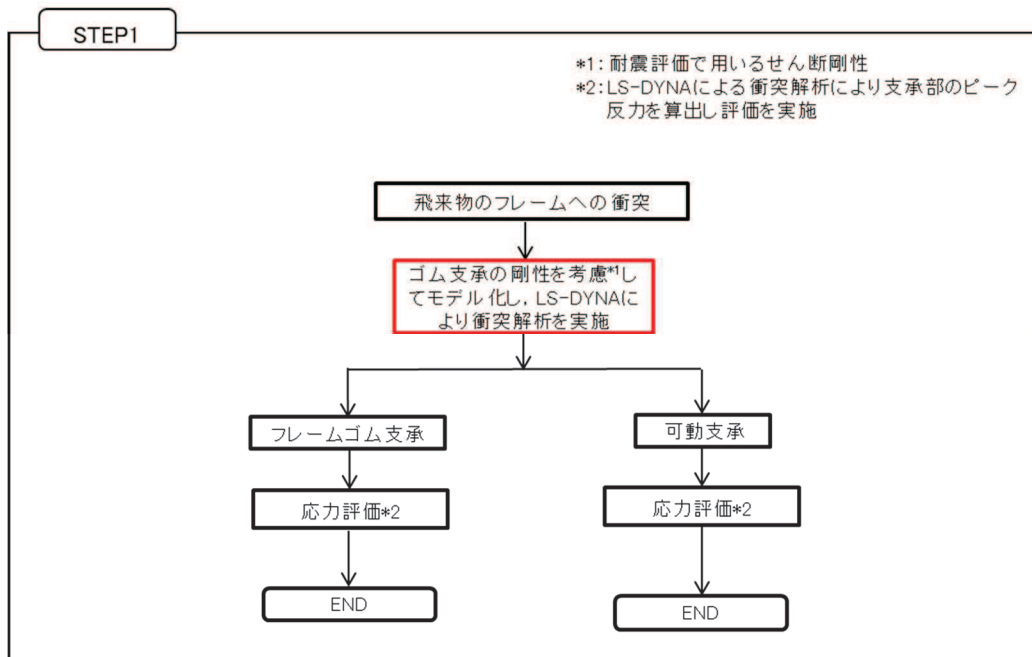 STEP1
*1: 耐震評価で用いるせん断剛性
*2: LS-DYNAによる衝突解析により支承部のピーク
反力を算出し評価を実施
飛来物のフレームへの衝突
ゴム支承の剛性を考慮*1し
てモデル化し，LS-DYNAに
より衝突解析を実施
フレームゴム支承
可動支承
応力評価*2
応力評価*2
END
END